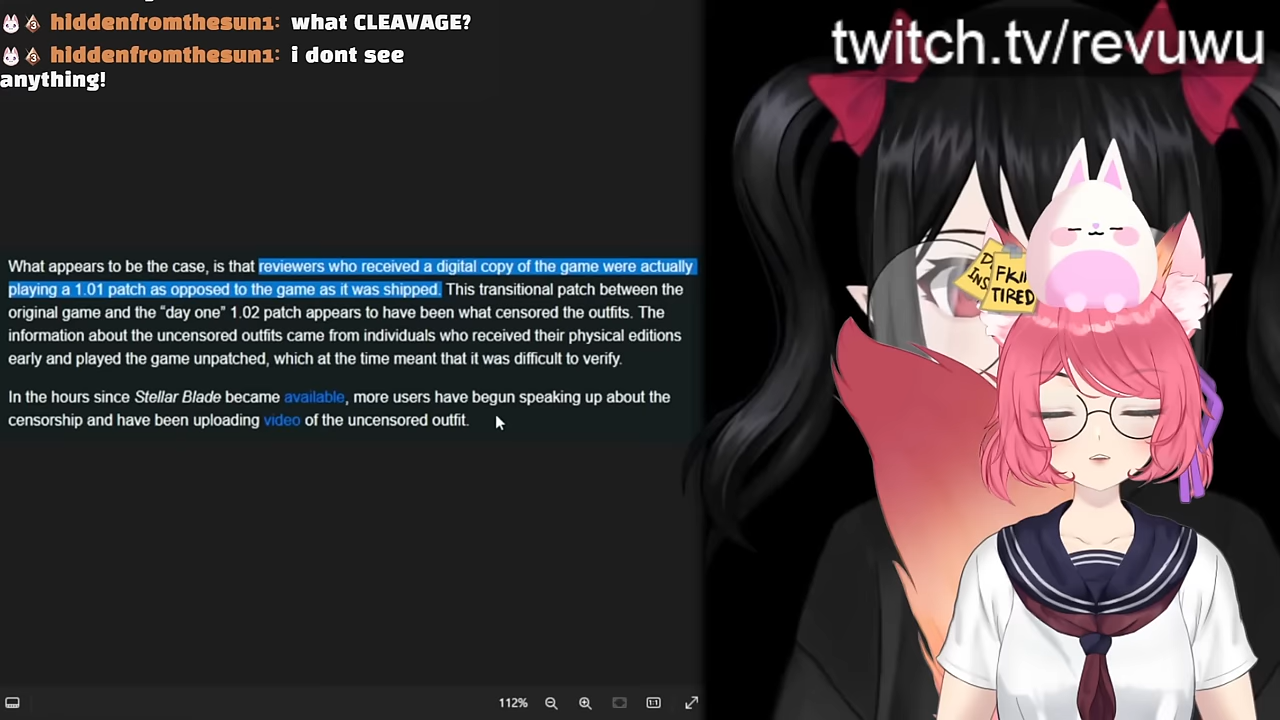 hiddenfromthesun1: what CLEAVAGE?
hiddenfromthesun1: i dont see
anything!
twitch.tv/revuwu
FKIN
TIRED
What appears to be the case, is that reviewers who received a digital copy of the game were actually
playing a 1.01 patch as opposed to the game as it was shipped. This transitional patch between the
original game and the “day one” 1.02 patch appears to have been what censored the outfits. The
information about the uncensored outfits came from individuals who received their physical editions
early and played the game unpatched, which at the time meant that it was difficult to verify.
In the hours since Stellar Blade became available, more users have begun speaking up about the
censorship and have been uploading video of the uncensored outfit.
112%
1:1